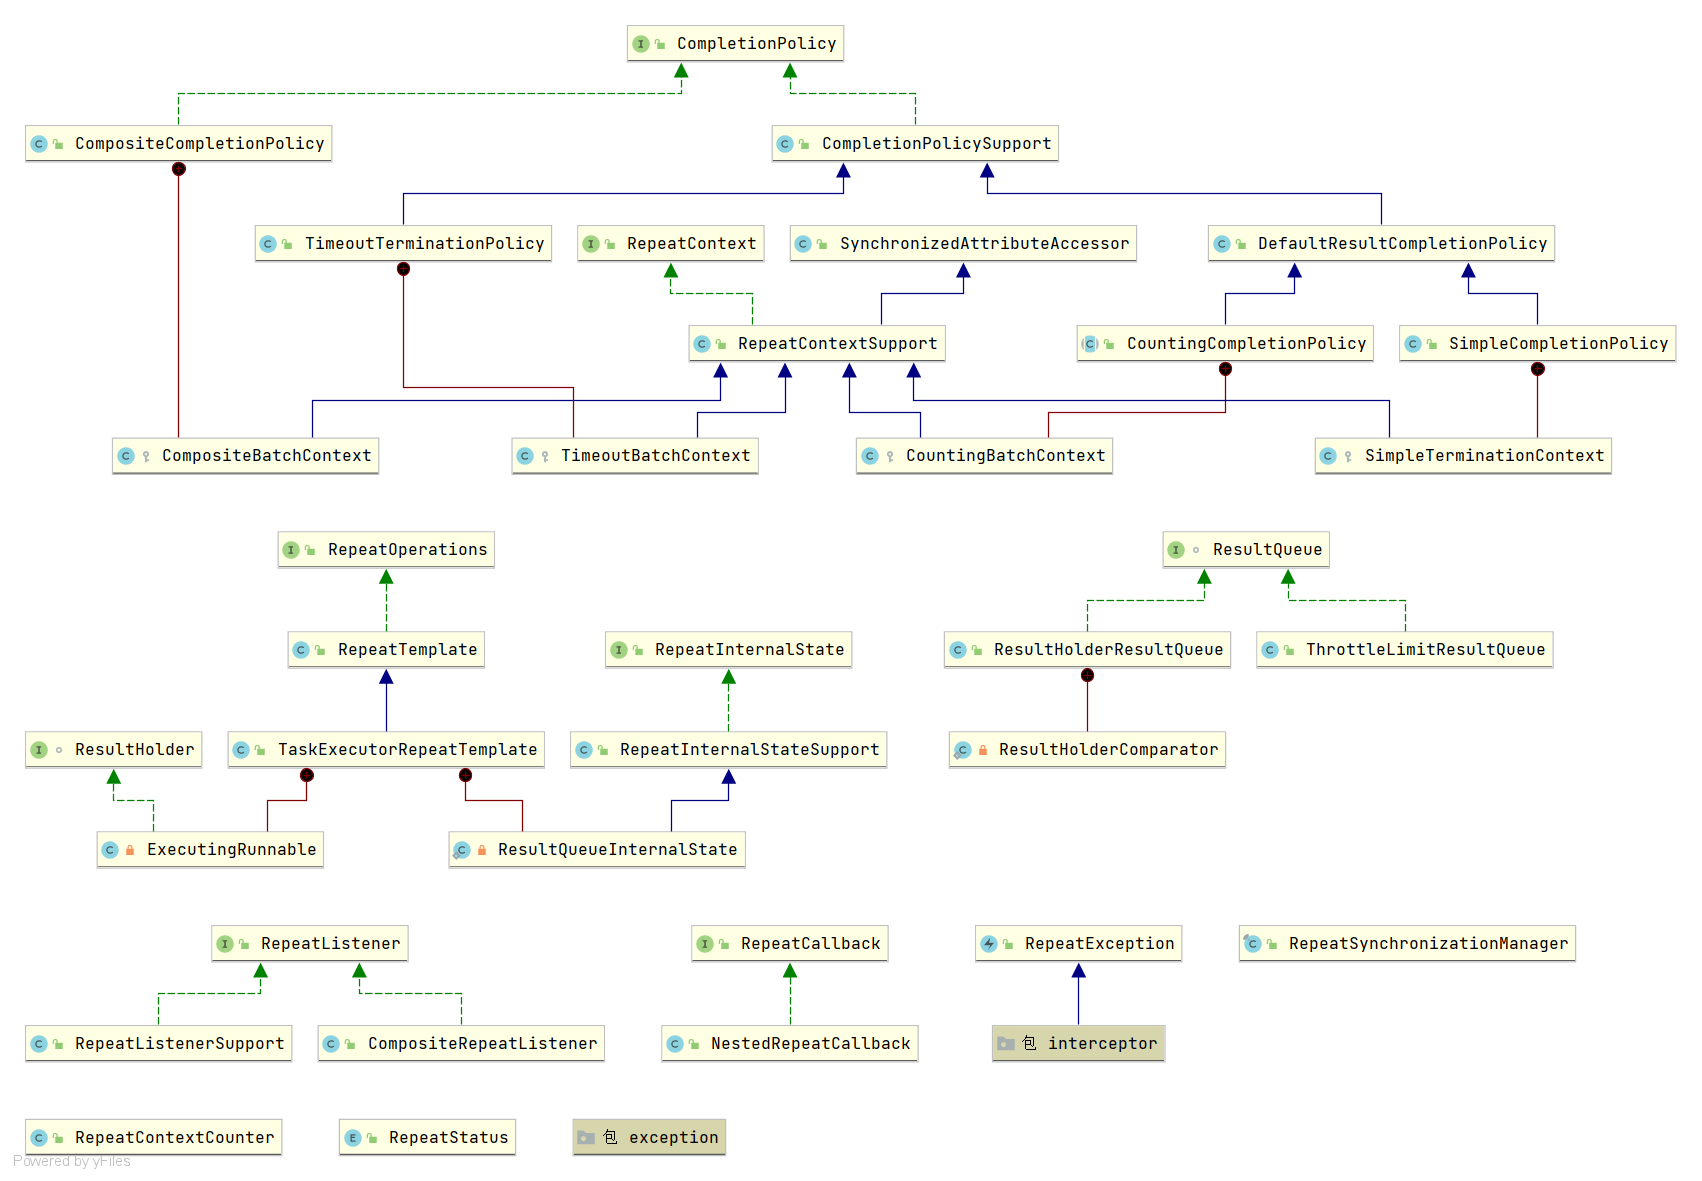 CompletionPolicy
CompositeCompletionPolicy
CompletionPolicySupport
TimeoutTerminationPolicy
RepeatContext
SynchronizedAttributeAccessor
DefaultResultCompletionPolicy
RepeatContextSupport
CountingCompletionPolicy
SimpleCompletionPolicy
CompositeBatchContext
TimeoutBatchContext
CountingBatchContext
SimpleTerminationContext
RepeatOperations
ResultQueue
RepeatTemplate
RepeatInternalState
ResultHolderResultQueue
ThrottleLimitResultQueue
ResultHolder
TaskExecutorRepeatTemplate
RepeatInternalStateSupport
ResultHolderComparator
ExecutingRunnable
ResultQueueInternalState
RepeatListener
RepeatCallback
RepeatException
RepeatSynchronizationManager
RepeatListenerSupport
CompositeRepeatListener
NestedRepeatCallback
包 interceptor
RepeatContextCounter
RepeatStatus
包 exception
Powered by yFiles